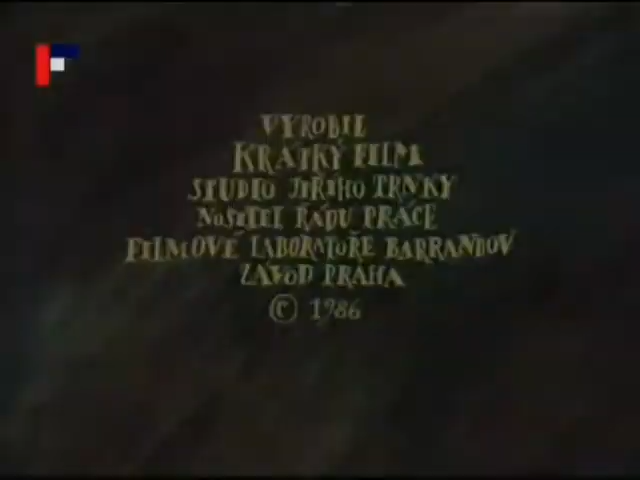 VYROBIL
KRÁTKÝ FILM
STUDIO JIŘÍHO TRNKY
NOSITEL ŘÁDU PRÁCE
FILMOVÉ LABORATOŘE BARRANDOV
ZÁVOD PRAHA
© 1986